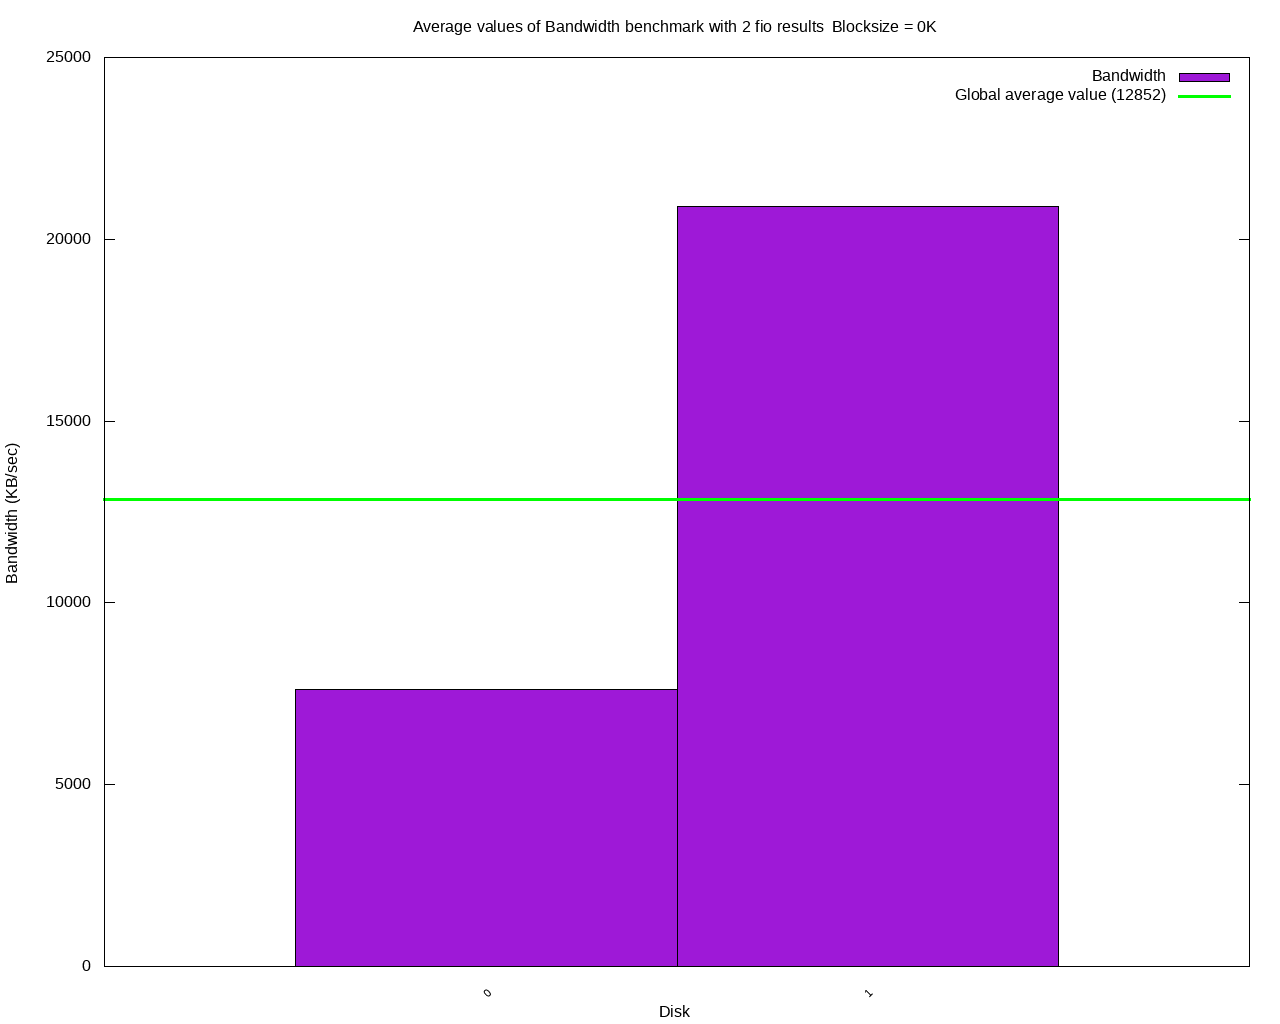 Average values of Bandwidth benchmark with 2 fio results  Blocksize = 0K
Bandwidth
Global average value (12852)
25000
20000
15000
10000
5000
0
Bandwidth (KB/sec)
0
1
Disk